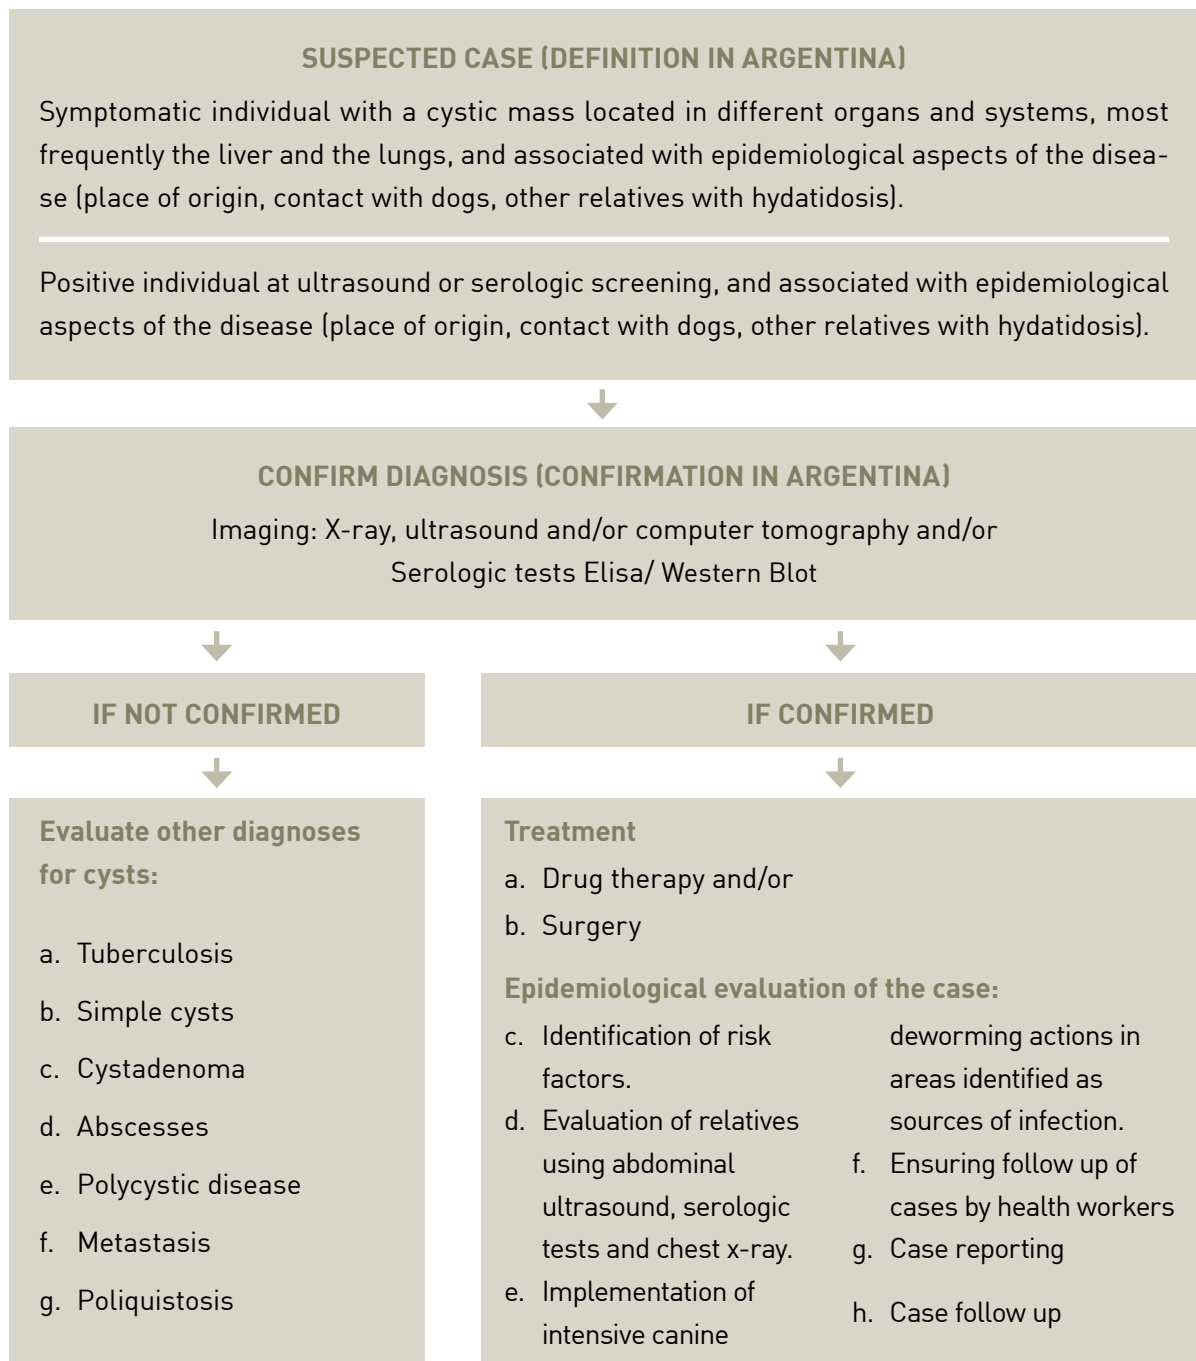 SUSPECTED CASE (DEFINITION IN ARGENTINA)
Symptomatic individual with a cystic mass located in different organs and systems, most
frequently the liver and the lungs, and associated with epidemiological aspects of the disea-
se (place of origin, contact with dogs, other relatives with hydatidosis).
Positive individual at ultrasound or serologic screening, and associated with epidemiological
aspects of the disease (place of origin, contact with dogs, other relatives with hydatidosis).
CONFIRM DIAGNOSIS (CONFIRMATION IN ARGENTINA)
Imaging: X-ray, ultrasound and/or computer tomography and/or
Serologic tests Elisa/ Western Blot
IF NOT CONFIRMED
Evaluate other diagnoses
for cysts:
a. Tuberculosis
b. Simple cysts
c. Cystadenoma
d. Abscesses
e. Polycystic disease
f. Metastasis
g. Poliquistosis
IF CONFIRMED
Treatment
a. Drug therapy and/or
b. Surgery
Epidemiological evaluation of the case:
c. Identification of risk
factors.
d. Evaluation of relatives
using abdominal
ultrasound, serologic
tests and chest x-ray.
e. Implementation of
intensive canine
deworming actions in
areas identified as
sources of infection.
f. Ensuring follow up of
cases by health workers
g. Case reporting
h. Case follow up